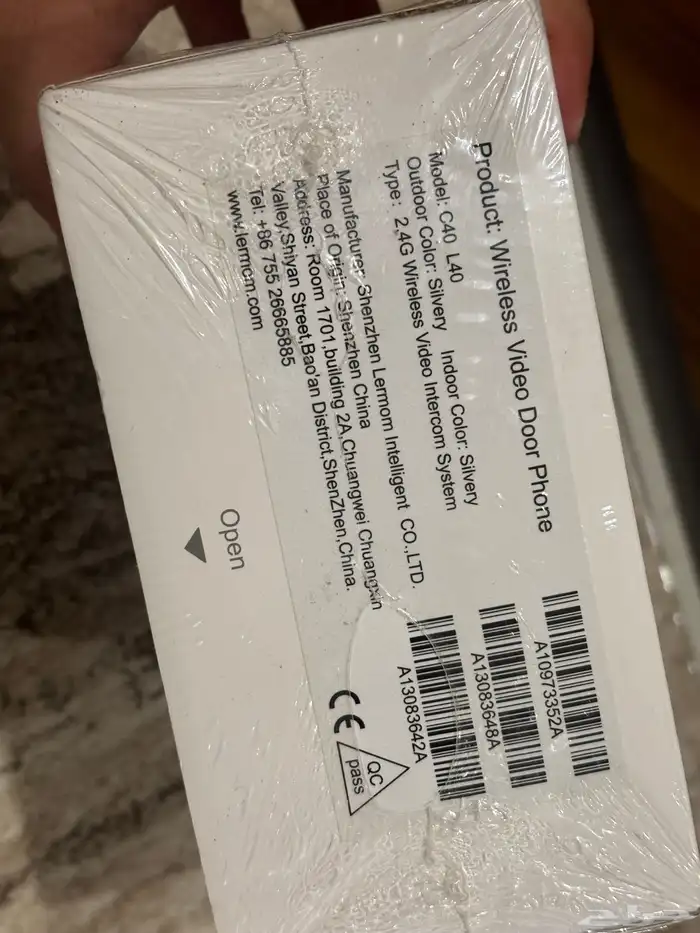 Product: Wireless Video Door Phone
Model: C40 L40
Outdoor Color: Silvery Indoor Color: Silvery
Type: 2,4G Wireless Video Intercom System
Manufacturer: Shenzhen Lermom Intelligent CO.,LTD.
Place of Origin: Shenzhen China
Address: Room 1701,building 2A,Chuangwei Chuangxin
Valley,Shiyan Street,Bao'an District,ShenZhen,China.
Tel: +86 755 26665885
www.lermom.com
A10973352A
A13083648A
A13083642A
CE
QC
pass
Open